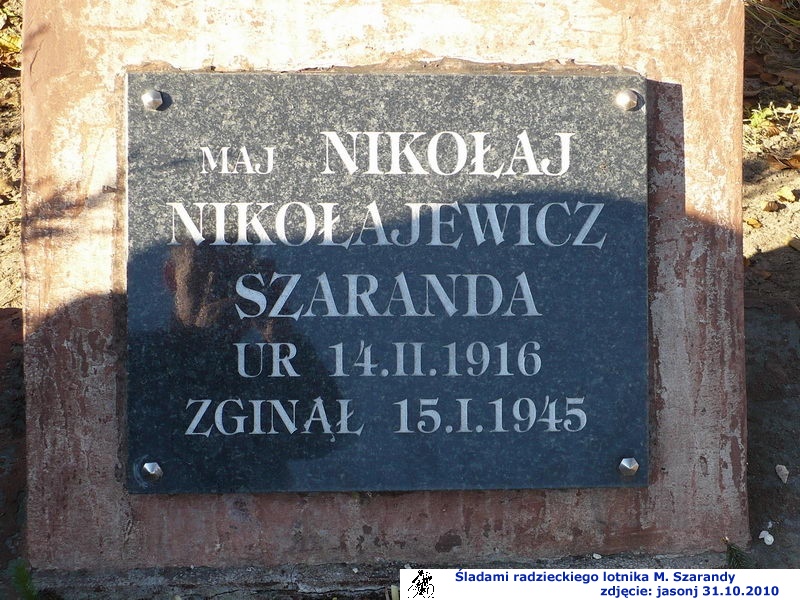 MAJ NIKOŁAJ
NIKOŁAJEWICZ
SZARANDA
UR 14.II.1916
ZGINĄŁ 15.I.1945
Śladami radzieckiego lotnika M. Szarandy
zdjęcie: jasonj 31.10.2010